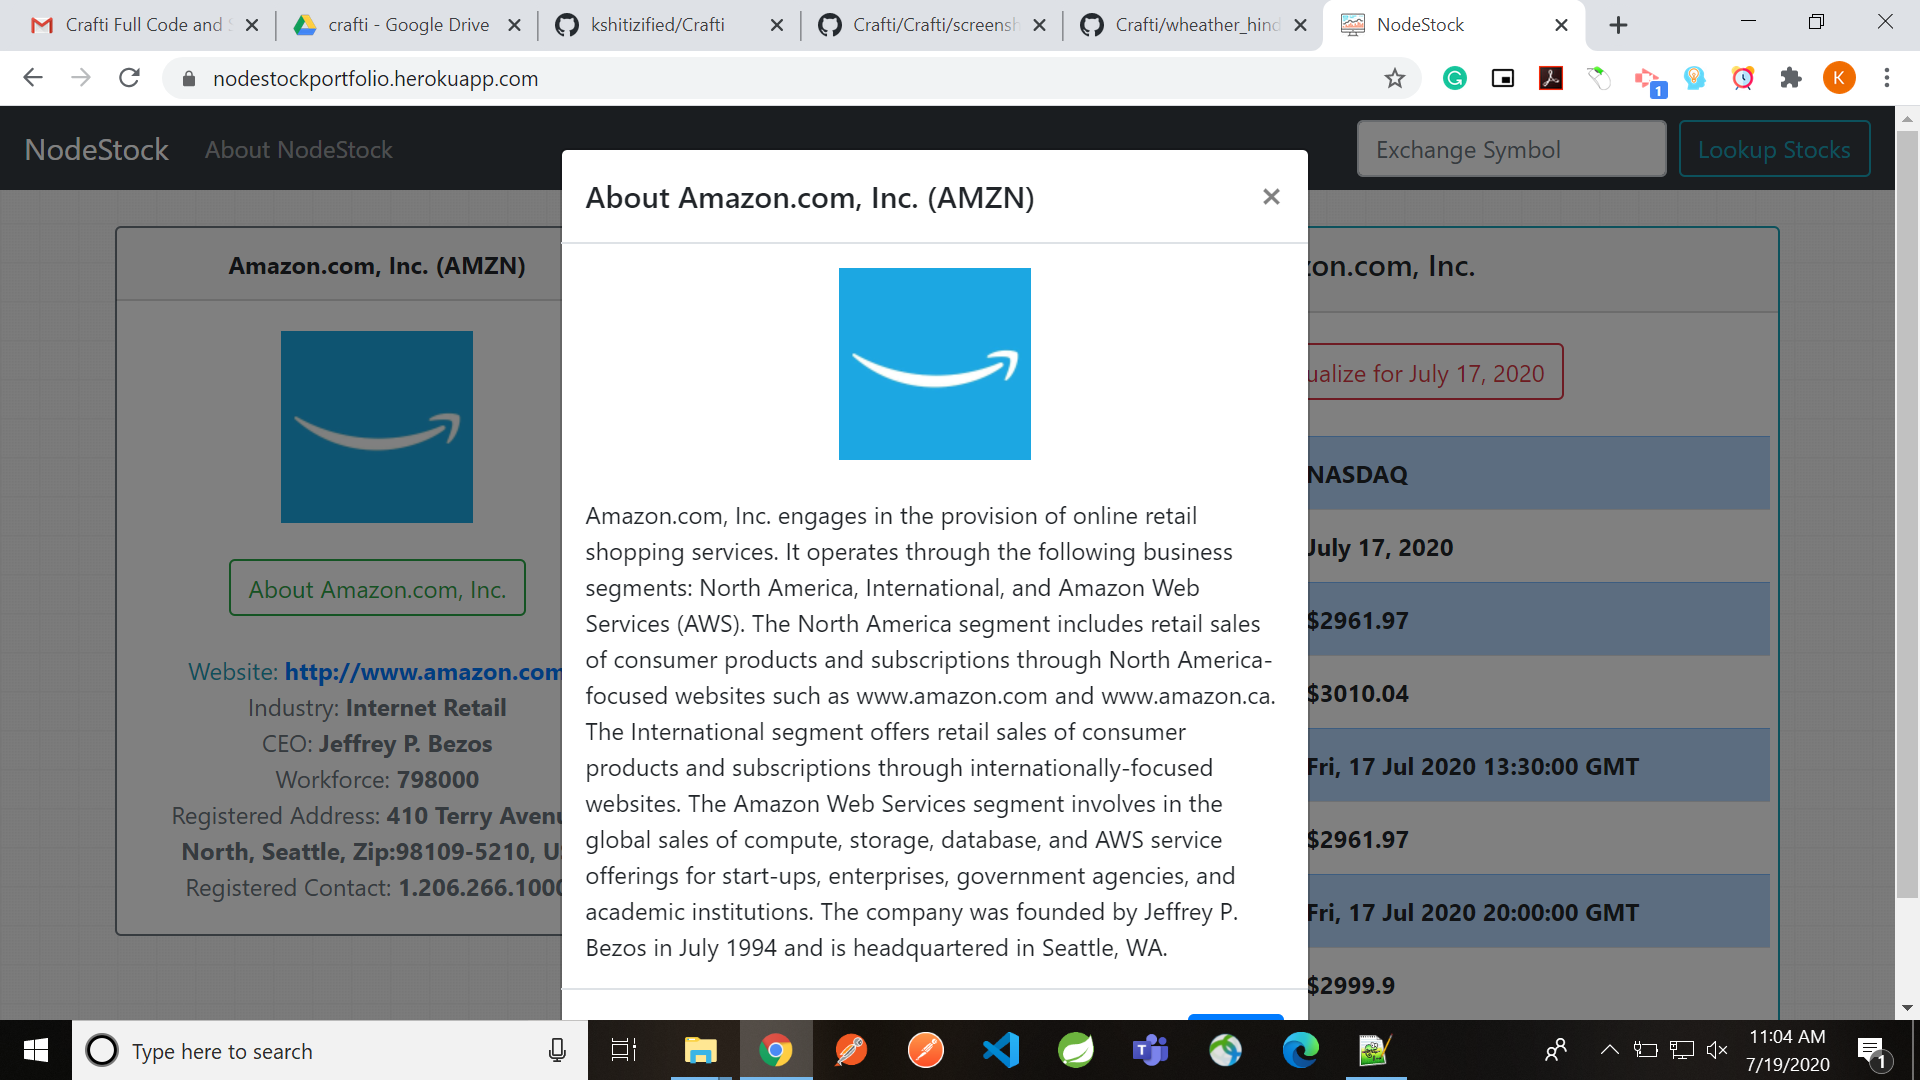 Crafti Full Code and S
crafti - Google Drive
kshitizified/Crafti
Crafti/Crafti/screensh
Crafti/wheather_hind
NodeStock
nodestockportfolio.herokuapp.com
K
1
NodeStock
About NodeStock
Exchange Symbol
Lookup Stocks
Amazon.com, Inc. (AMZN)
About Amazon.com, Inc.
Website: http://www.amazon.com
Industry: Internet Retail
CEO: Jeffrey P. Bezos
Workforce: 798000
Registered Address: 410 Terry Avenu
North, Seattle, Zip:98109-5210, U
Registered Contact: 1.206.266.1000
About Amazon.com, Inc. (AMZN)
Amazon.com, Inc. engages in the provision of online retail
shopping services. It operates through the following business
segments: North America, International, and Amazon Web
Services (AWS). The North America segment includes retail sales
of consumer products and subscriptions through North America-
focused websites such as www.amazon.com and www.amazon.ca.
The International segment offers retail sales of consumer
products and subscriptions through internationally-focused
websites. The Amazon Web Services segment involves in the
global sales of compute, storage, database, and AWS service
offerings for start-ups, enterprises, government agencies, and
academic institutions. The company was founded by Jeffrey P.
Bezos in July 1994 and is headquartered in Seattle, WA.
zon.com, Inc.
ualize for July 17, 2020
NASDAQ
July 17, 2020
$2961.97
$3010.04
Fri, 17 Jul 2020 13:30:00 GMT
$2961.97
Fri, 17 Jul 2020 20:00:00 GMT
$2999.9
Type here to search
11:04 AM
7/19/2020
1